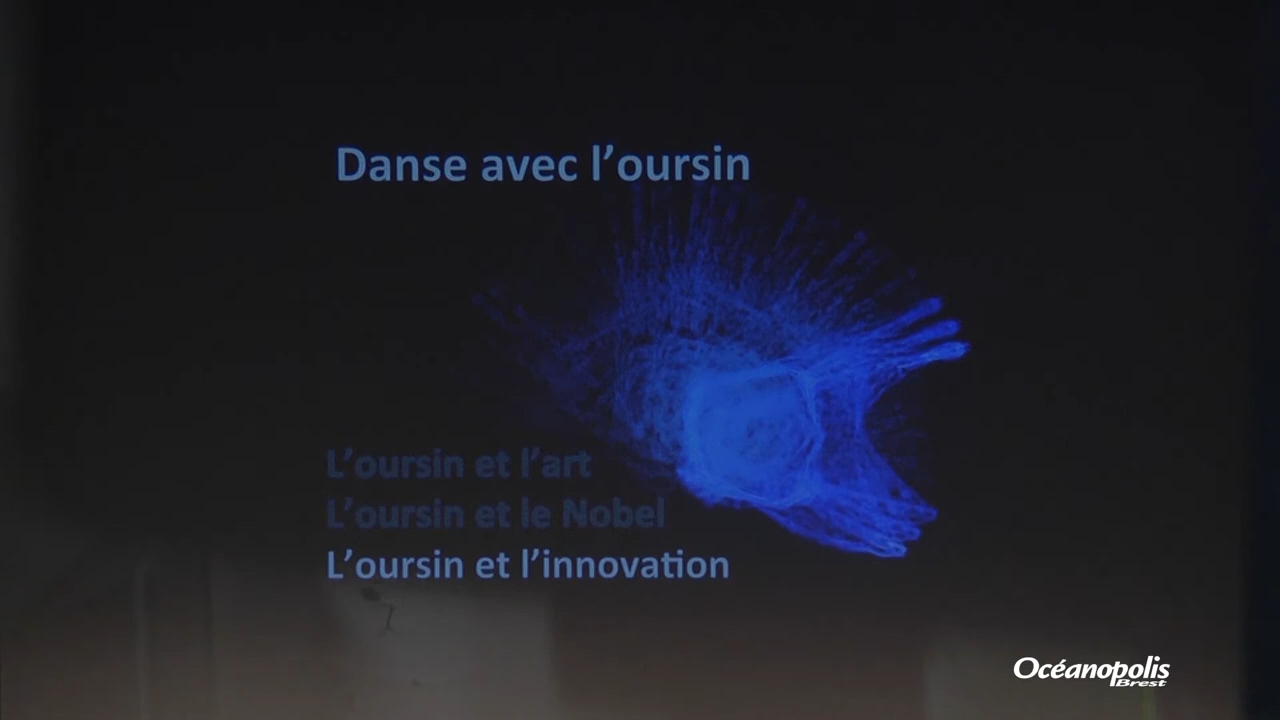 Danse avec l’oursin
L’oursin et l’art
L’oursin et le Nobel
L’oursin et l’innovation
Océanopolis
Brest